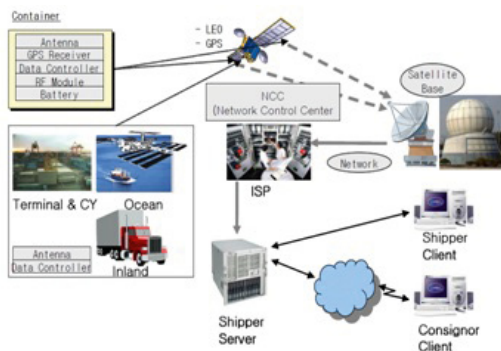 Container
Antenna
GPS Receiver
Data Controller
RF Module
Battery
- LEO
- GPS
Satellite
Base
NCC
(Network Control Center)
Network
ISP
Terminal & CY
Ocean
Inland
Antenna
Data Controller
Shipper
Server
Shipper
Client
Consignor
Client